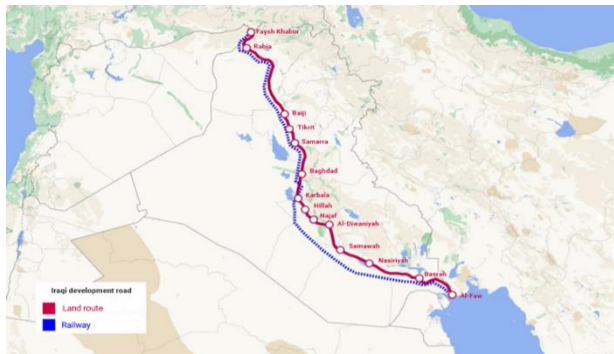 Faysh Khabur
Rabia
Baiji
Tikrit
Samarra
Baghdad
Karbala
Hillah
Najaf
Al-Diwaniyah
Samawah
Nasiriyah
Basrah
Al-Faw
Iraqi development road
Land route
Railway